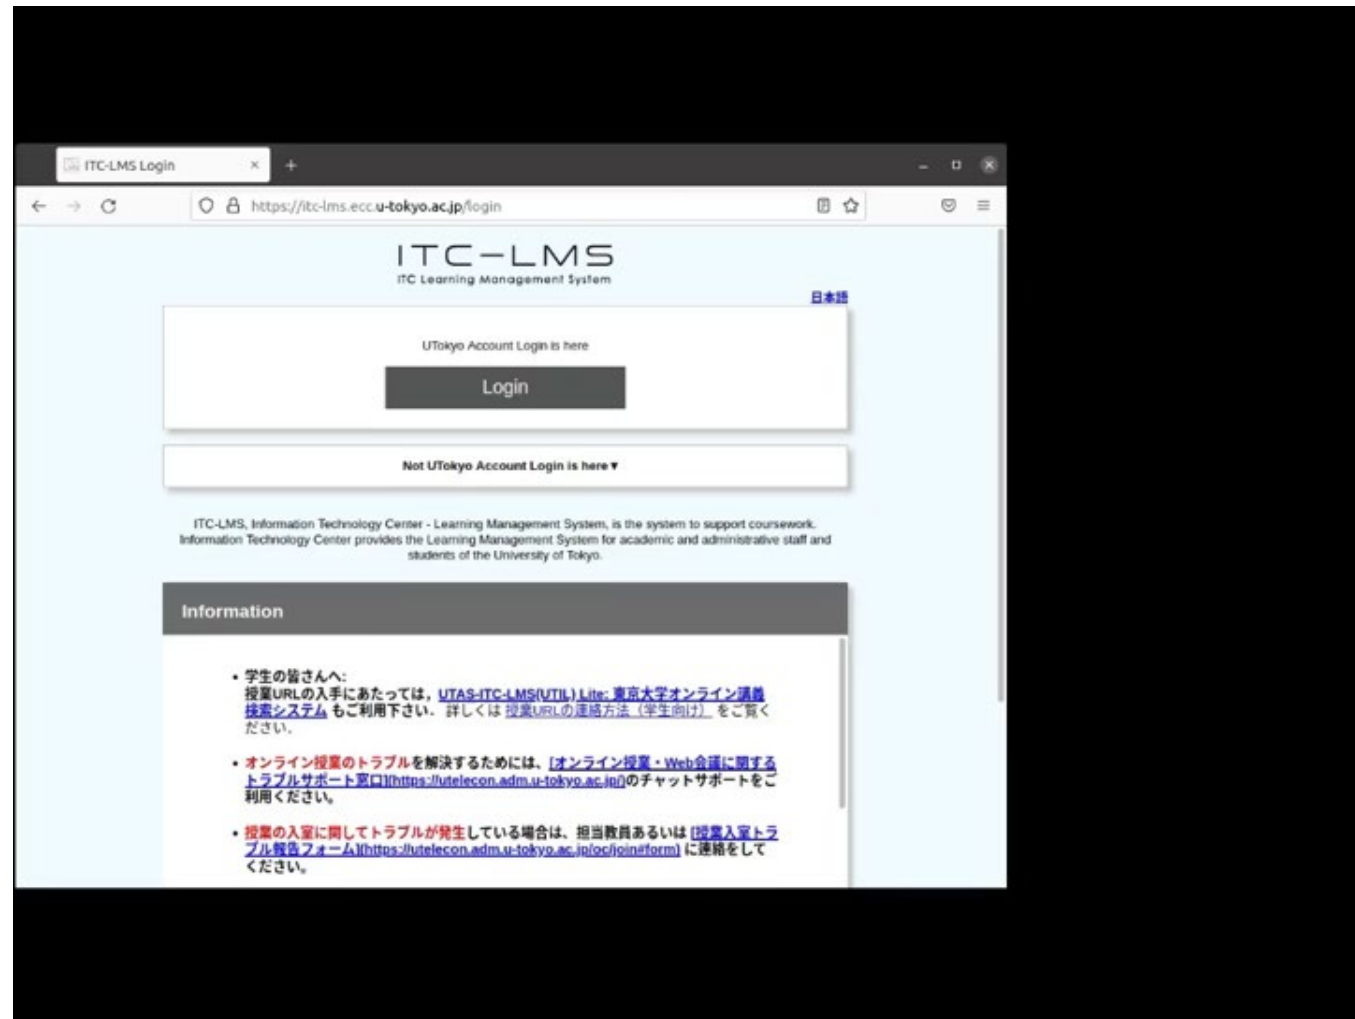 ITC-LMS Login
https://itc-lms.ecc.u-tokyo.ac.jp/login
ITC-LMS
ITC Learning Management System
日本語
UTokyo Account Login is here
Login
Not UTokyo Account Login is here▼
ITC-LMS, Information Technology Center - Learning Management System, is the system to support coursework.
Information Technology Center provides the Learning Management System for academic and administrative staff and
students of the University of Tokyo.
Information
• 学生の皆さんへ:
授業URLの入手にあたっては，UTAS-ITC-LMS(UTIL) Lite: 東京大学オンライン講義
検索システム もご利用下さい．詳しくは 授業URLの連絡方法（学生向け） をご覧く
ださい．
• オンライン授業のトラブルを解決するためには、[オンライン授業・Web会議に関する
トラブルサポート窓口](https://utelecon.adm.u-tokyo.ac.jp/)のチャットサポートをご
利用ください。
• 授業の入室に関してトラブルが発生している場合は、担当教員あるいは [授業入室トラ
ブル報告フォーム](https://utelecon.adm.u-tokyo.ac.jp/oc/join#form) に連絡をして
ください。